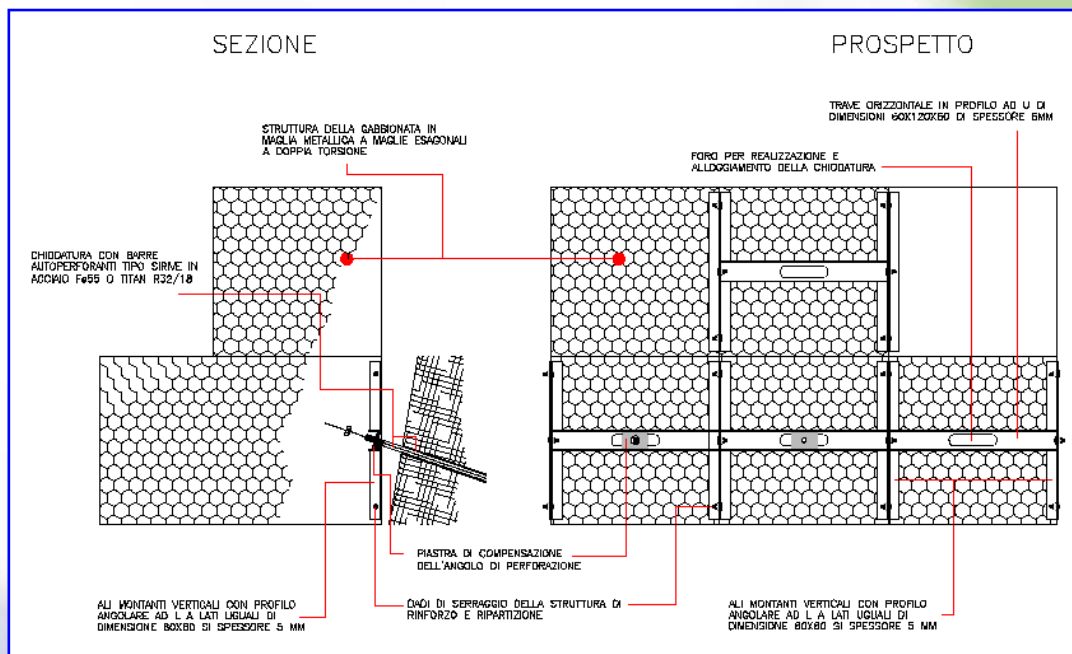 SEZIONE
PROSPETTO
TRAVE ORIZZONTALE IN PROFILO AD U DI
DIMENSIONI 60X120X60 DI SPESSORE 6MM
STRUTTURA DELLA GABBIONATA IN
MAGLIA METALLICA A MAGLIE ESAGONALI
A DOPPIA TORSIONE
FORO PER REALIZZAZIONE E
ALLOGGIAMENTO DELLA CHIODATURA
CHIODATURA CON BARRE
AUTOPERFORANTI TIPO SIRIVE IN
ACCIAIO Fe55 O TITAN R32/18
PIASTRA DI COMPENSAZIONE
DELL'ANGOLO DI PERFORAZIONE
ALI MONTANTI VERTICALI CON PROFILO
ANGOLARE AD L A LATI UGUALI DI
DIMENSIONE 80X80 SI SPESSORE 5 MM
DADI DI SERRAGGIO DELLA STRUTTURA DI
RINFORZO E RIPARTIZIONE
ALI MONTANTI VERTICALI CON PROFILO
ANGOLARE AD L A LATI UGUALI DI
DIMENSIONE 80X80 SI SPESSORE 5 MM